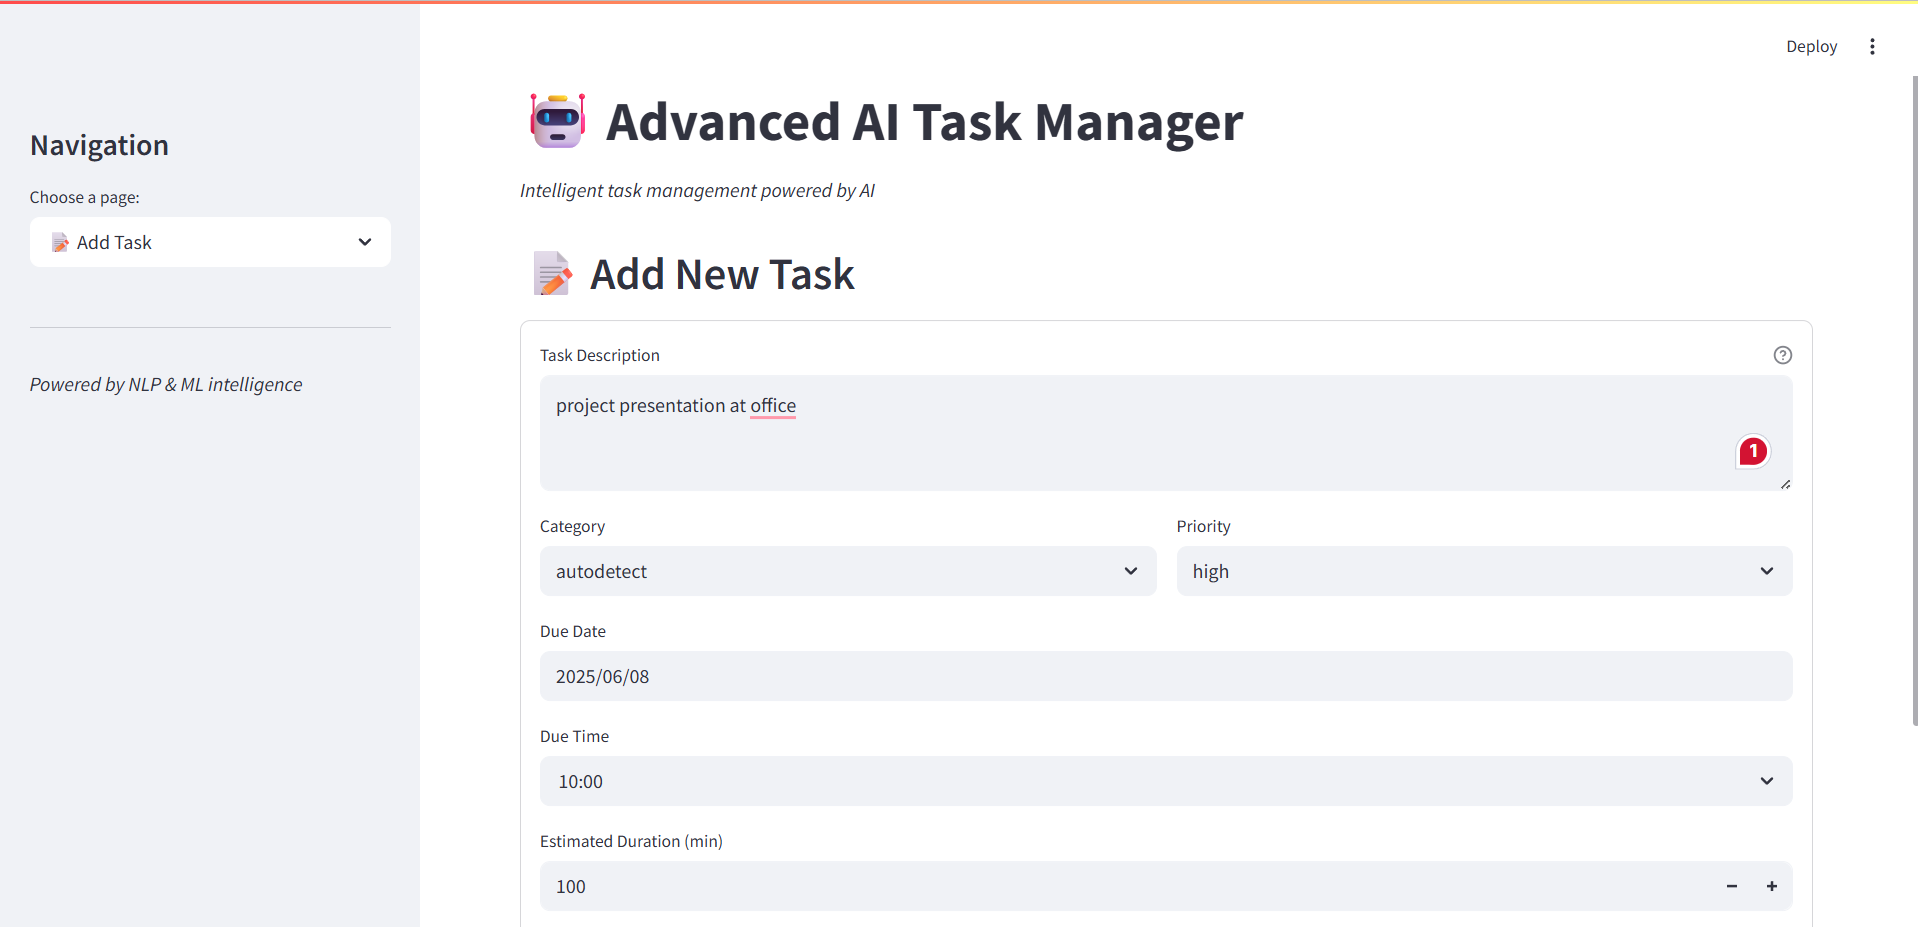 Deploy
Navigation
Choose a page:
Add Task
Powered by NLP & ML intelligence
Advanced AI Task Manager
Intelligent task management powered by AI
Add New Task
Task Description
project presentation at office
1
Category
Priority
autodetect
high
Due Date
2025/06/08
Due Time
10:00
Estimated Duration (min)
100